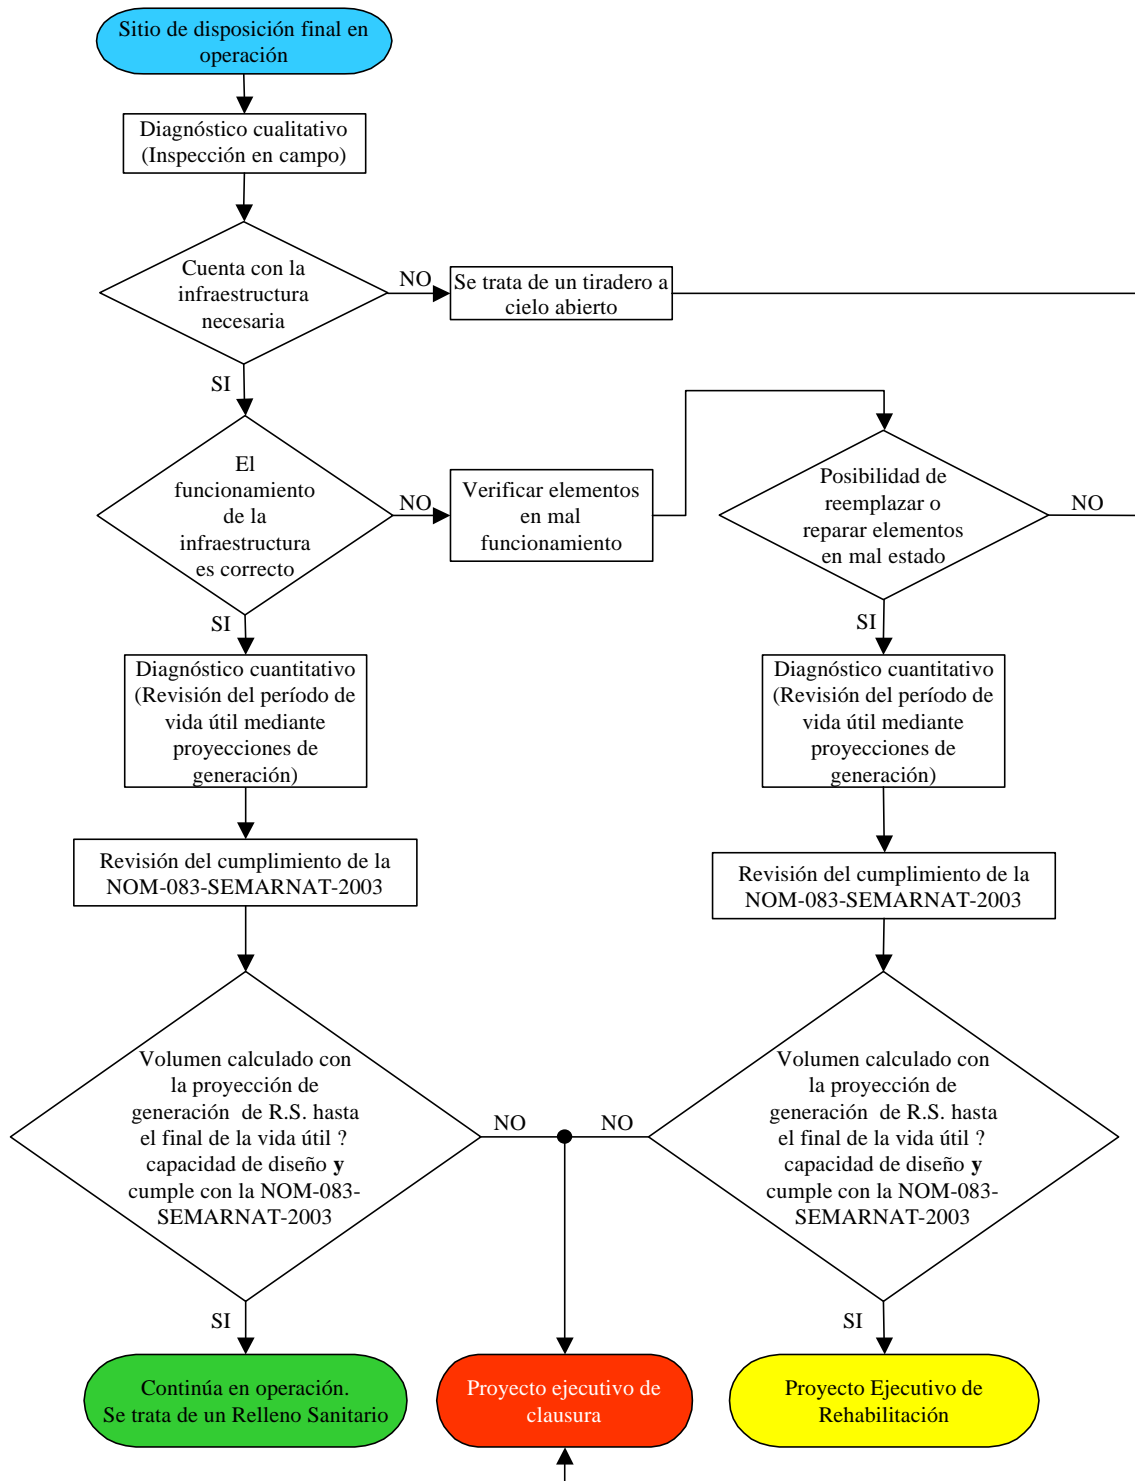 Sitio de disposición final en
operación
Diagnóstico cualitativo
(Inspección en campo)
Cuenta con la
infraestructura
necesaria
NO
Se trata de un tiradero a
cielo abierto
SI
El
funcionamiento
de la
infraestructura
es correcto
NO
Verificar elementos
en mal
funcionamiento
Posibilidad de
reemplazar o
reparar elementos
en mal estado
NO
SI
Diagnóstico cuantitativo
(Revisión del período de
vida útil mediante
proyecciones de
generación)
SI
Diagnóstico cuantitativo
(Revisión del período de
vida útil mediante
proyecciones de
generación)
Revisión del cumplimiento de la
NOM-083-SEMARNAT-2003
Revisión del cumplimiento de la
NOM-083-SEMARNAT-2003
Volumen calculado con
la proyección de
generación de R.S. hasta
el final de la vida útil ?
capacidad de diseño y
cumple con la NOM-083-
SEMARNAT-2003
NO
NO
Volumen calculado con
la proyección de
generación de R.S. hasta
el final de la vida útil ?
capacidad de diseño y
cumple con la NOM-083-
SEMARNAT-2003
SI
SI
Continúa en operación.
Se trata de un Relleno Sanitario
Proyecto ejecutivo de
clausura
Proyecto Ejecutivo de
Rehabilitación